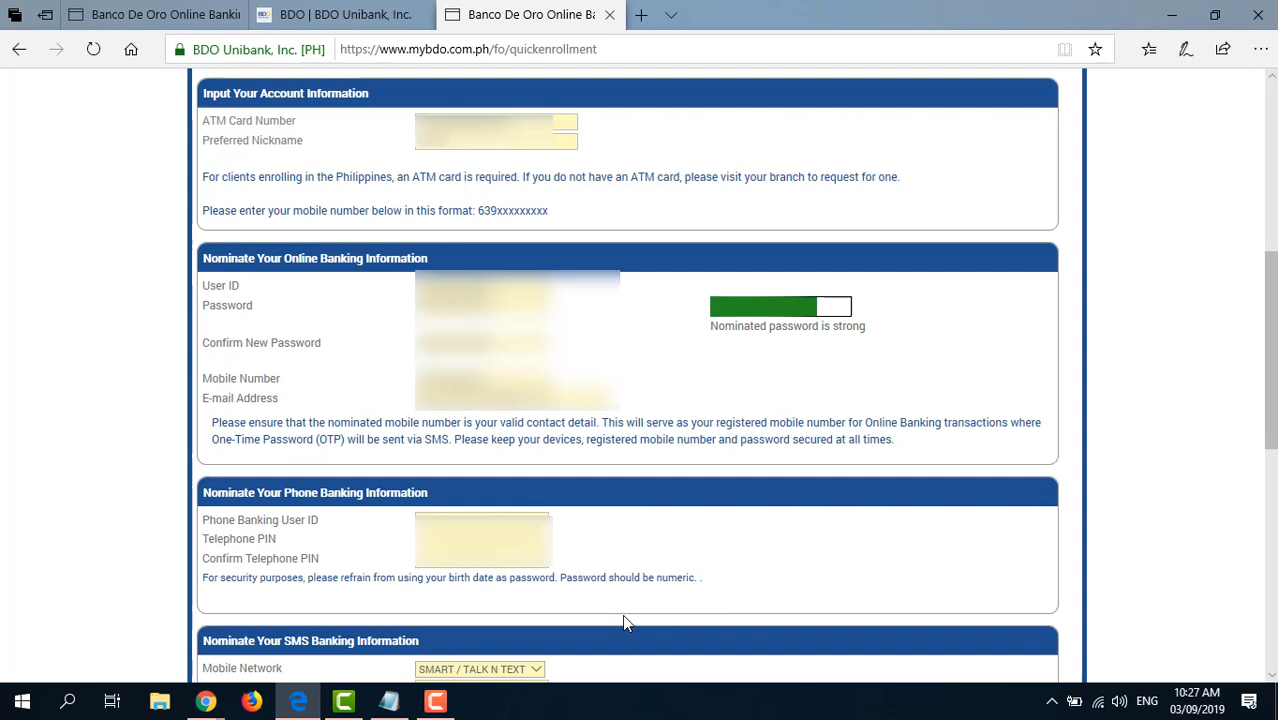 Banco De Oro Online Banki
BDO | BDO Unibank, Inc.
Banco De Oro Online Ba
BDO Unibank, Inc. [PH]
https://www.mybdo.com.ph/fo/quickenrollment
Input Your Account Information
ATM Card Number
Preferred Nickname
For clients enrolling in the Philippines, an ATM card is required. If you do not have an ATM card, please visit your branch to request for one.
Please enter your mobile number below in this format: 639xxxxxxxxx
Nominate Your Online Banking Information
User ID
Password
Nominated password is strong
Confirm New Password
Mobile Number
E-mail Address
Please ensure that the nominated mobile number is your valid contact detail. This will serve as your registered mobile number for Online Banking transactions where
One-Time Password (OTP) will be sent via SMS. Please keep your devices, registered mobile number and password secured at all times.
Nominate Your Phone Banking Information
Phone Banking User ID
Telephone PIN
Confirm Telephone PIN
For security purposes, please refrain from using your birth date as password. Password should be numeric. .
Nominate Your SMS Banking Information
Mobile Network
SMART / TALK N TEXT
ENG
10:27 AM
03/09/2019